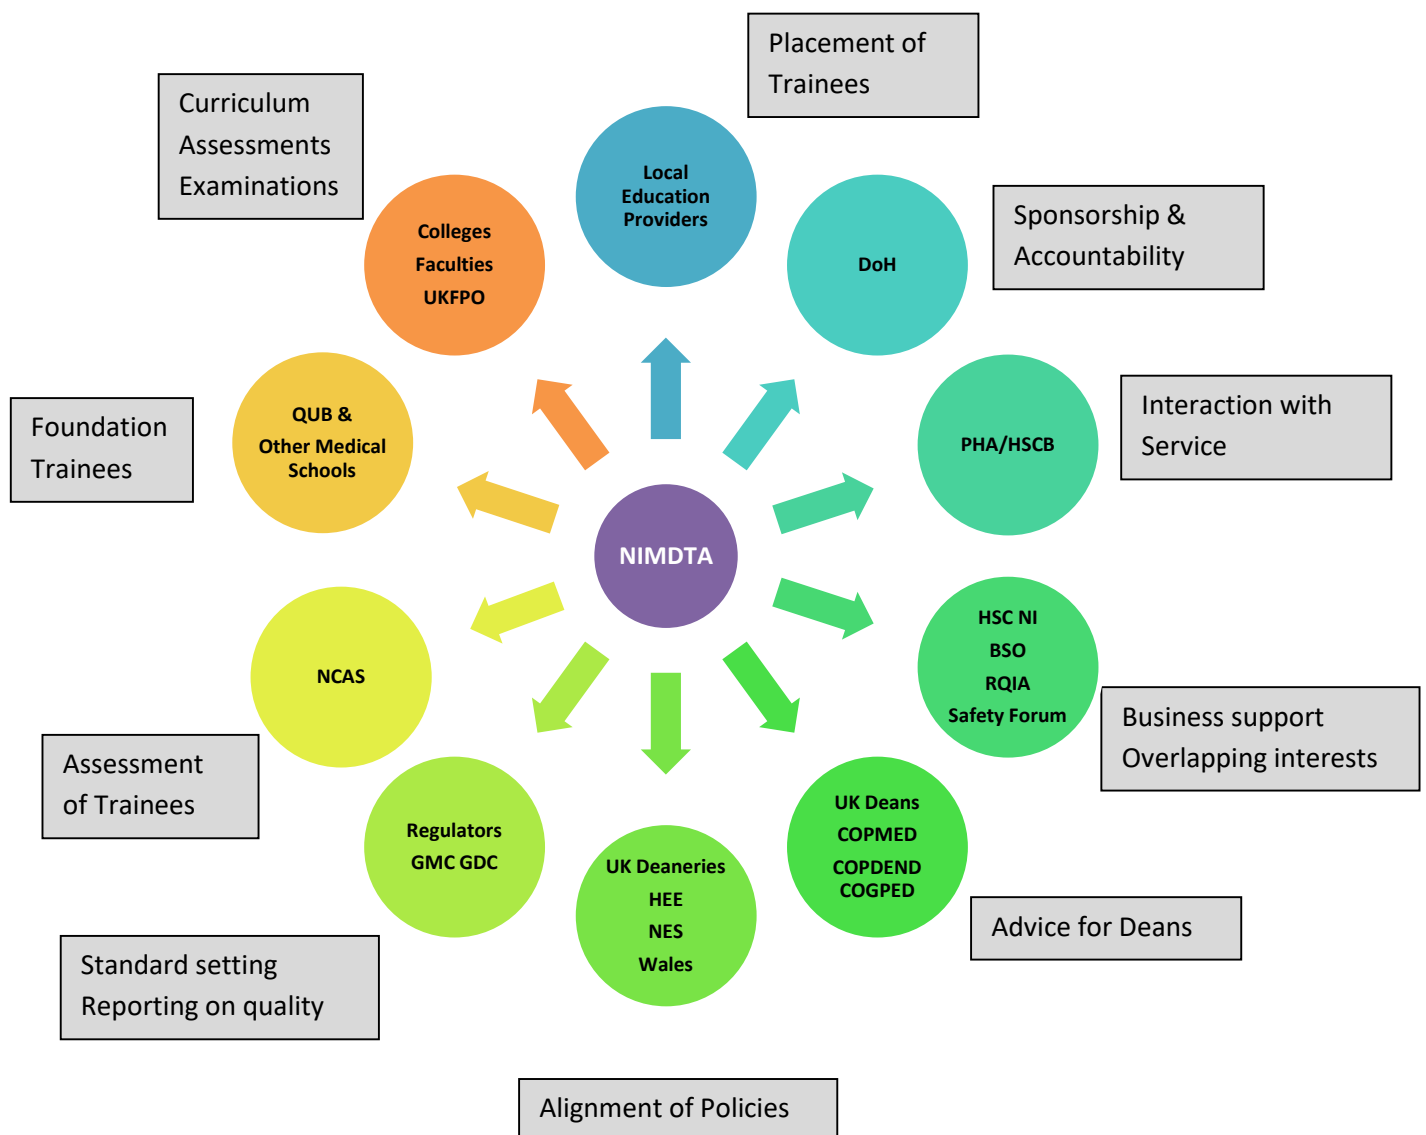 Placement of
Trainees
Curriculum
Assessments
Examinations
Local
Education
Providers
Colleges
Faculties
UKFPO
DoH
Sponsorship &
Accountability
QUB &
Other Medical
Schools
Foundation
Trainees
PHA/HSCB
Interaction with
Service
NIMDTA
NCAS
Assessment
of Trainees
HSC NI
BSO
RQIA
Safety Forum
Business support
Overlapping interests
Regulators
GMC GDC
Standard setting
Reporting on quality
UK Deaneries
HEE
NES
Wales
Alignment of Policies
UK Deans
COPMED
COPDEND
COGPED
Advice for Deans